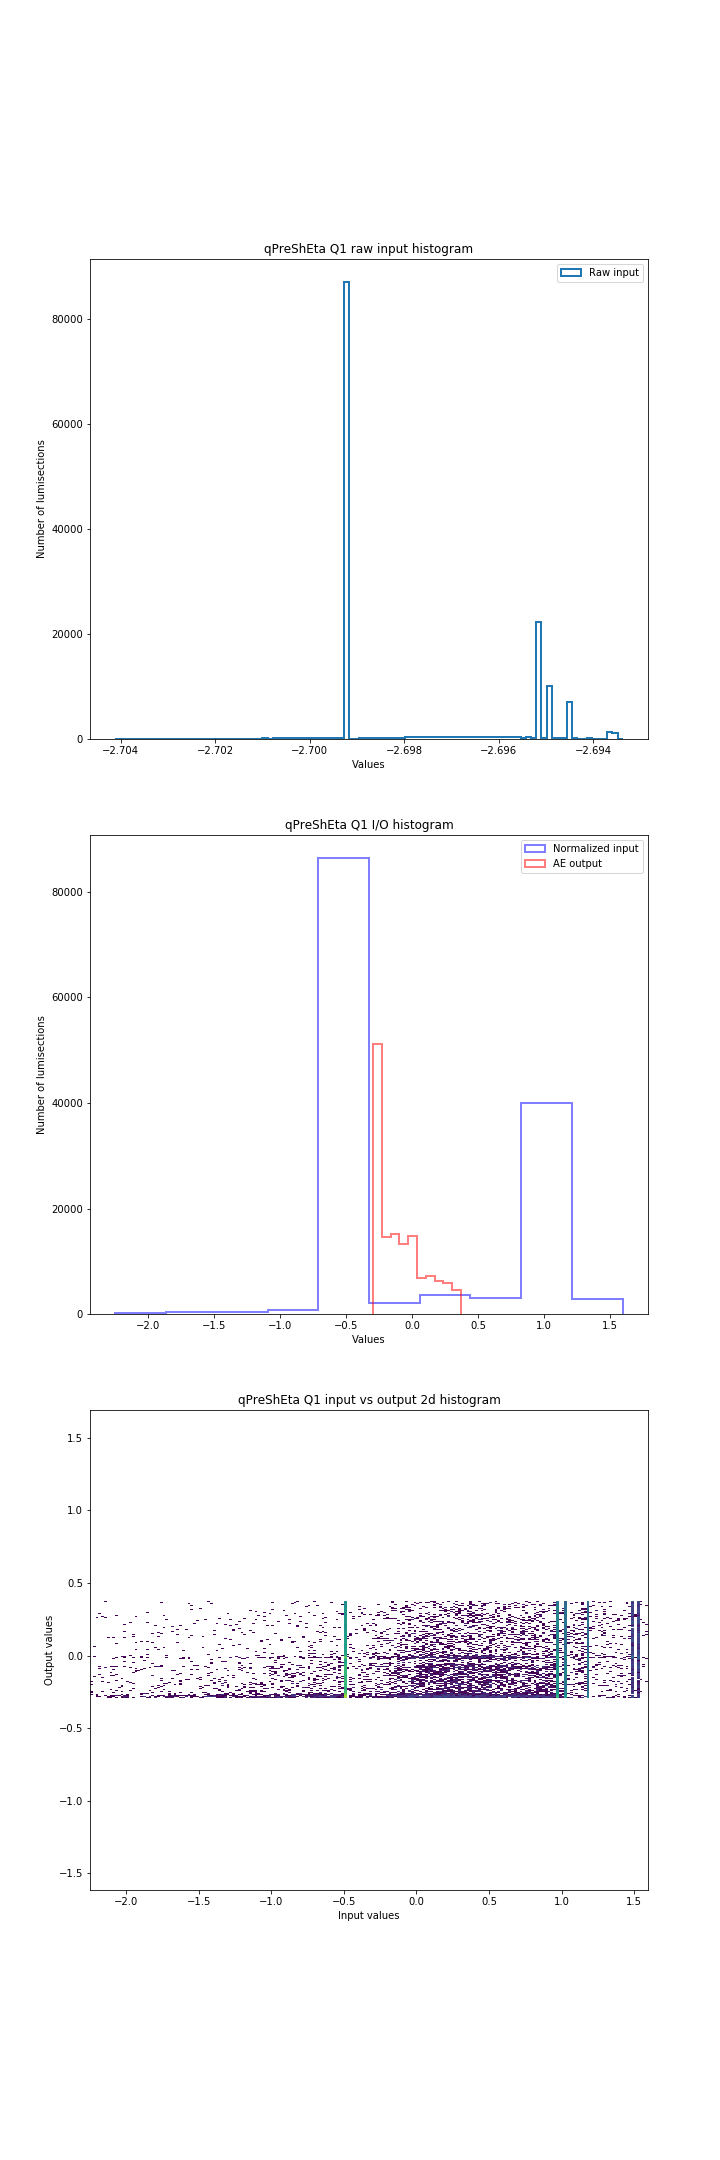 qPreShEta Q1 raw input histogram
Raw input
80000
60000
40000
20000
0
Number of lumisections
−2.704 −2.702 −2.700 −2.698 −2.696 −2.694
Values
qPreShEta Q1 I/O histogram
Normalized input
AE output
80000
60000
40000
20000
0
Number of lumisections
−2.0 −1.5 −1.0 −0.5 0.0 0.5 1.0 1.5
Values
qPreShEta Q1 input vs output 2d histogram
1.5
1.0
0.5
0.0
−0.5
−1.0
−1.5
Output values
−2.0 −1.5 −1.0 −0.5 0.0 0.5 1.0 1.5
Input values